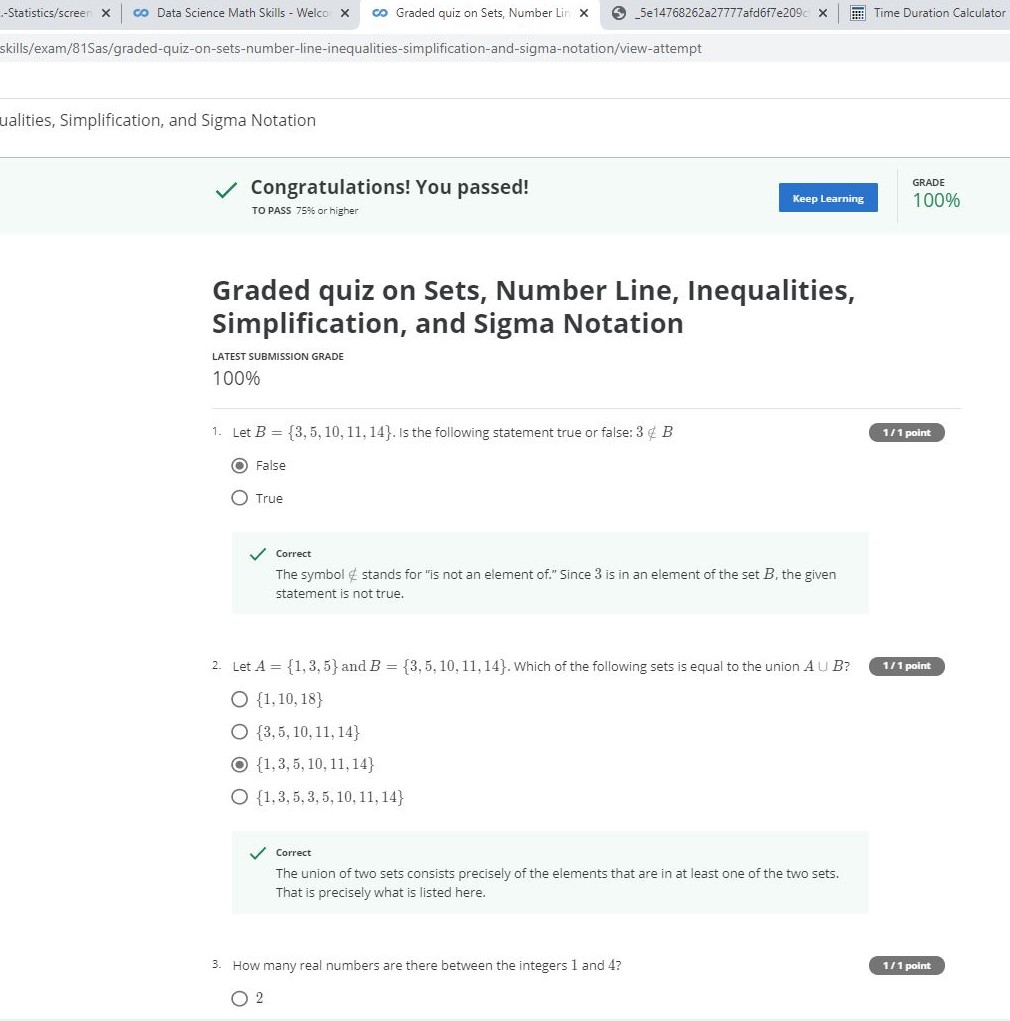 .-Statistics/screen
Data Science Math Skills - Welco
Graded quiz on Sets, Number Lin
_5e14768262a27777afd6f7e209c
Time Duration Calculator
skills/exam/81Sas/graded-quiz-on-sets-number-line-inequalities-simplification-and-sigma-notation/view-attempt
ualities, Simplification, and Sigma Notation
Congratulations! You passed!
TO PASS 75% or higher
Keep Learning
GRADE
100%
Graded quiz on Sets, Number Line, Inequalities,
Simplification, and Sigma Notation
LATEST SUBMISSION GRADE
100%
1. Let B = {3, 5, 10, 11, 14}. Is the following statement true or false: 3 ∉ B
1 / 1 point
False
True
Correct
The symbol ∉ stands for “is not an element of.” Since 3 is in an element of the set B, the given
statement is not true.
2. Let A = {1, 3, 5} and B = {3, 5, 10, 11, 14}. Which of the following sets is equal to the union A ∪ B?
1 / 1 point
{1, 10, 18}
{3, 5, 10, 11, 14}
{1, 3, 5, 10, 11, 14}
{1, 3, 5, 3, 5, 10, 11, 14}
Correct
The union of two sets consists precisely of the elements that are in at least one of the two sets.
That is precisely what is listed here.
3. How many real numbers are there between the integers 1 and 4?
1 / 1 point
2